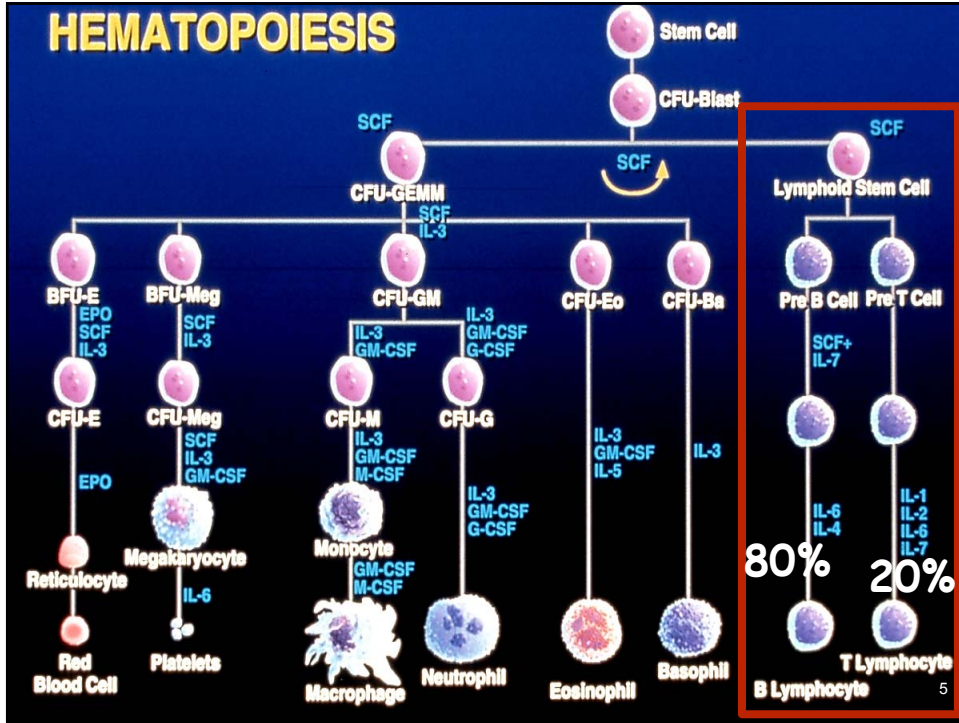 HEMATOPOIESIS
Stem Cell
CFU-Blast
SCF
SCF
SCF
CFU-GEMM
Lymphoid Stem Cell
SCF
IL-3
BFU-E
BFU-Meg
CFU-GM
CFU-Eo
CFU-Ba
Pre B Cell
Pre T Cell
EPO
SCF
IL-3
SCF
IL-3
IL-3
GM-CSF
IL-3
GM-CSF
G-CSF
SCF+
IL-7
CFU-E
CFU-Meg
CFU-M
CFU-G
EPO
SCF
IL-3
GM-CSF
IL-3
GM-CSF
M-CSF
IL-3
GM-CSF
G-CSF
IL-3
GM-CSF
IL-5
IL-3
IL-6
IL-4
IL-1
IL-2
IL-6
IL-7
Reticulocyte
Megakaryocyte
Monocyte
80%
20%
IL-6
GM-CSF
M-CSF
Red
Blood Cell
Platelets
Macrophage
Neutrophil
Eosinophil
Basophil
B Lymphocyte
T Lymphocyte
5